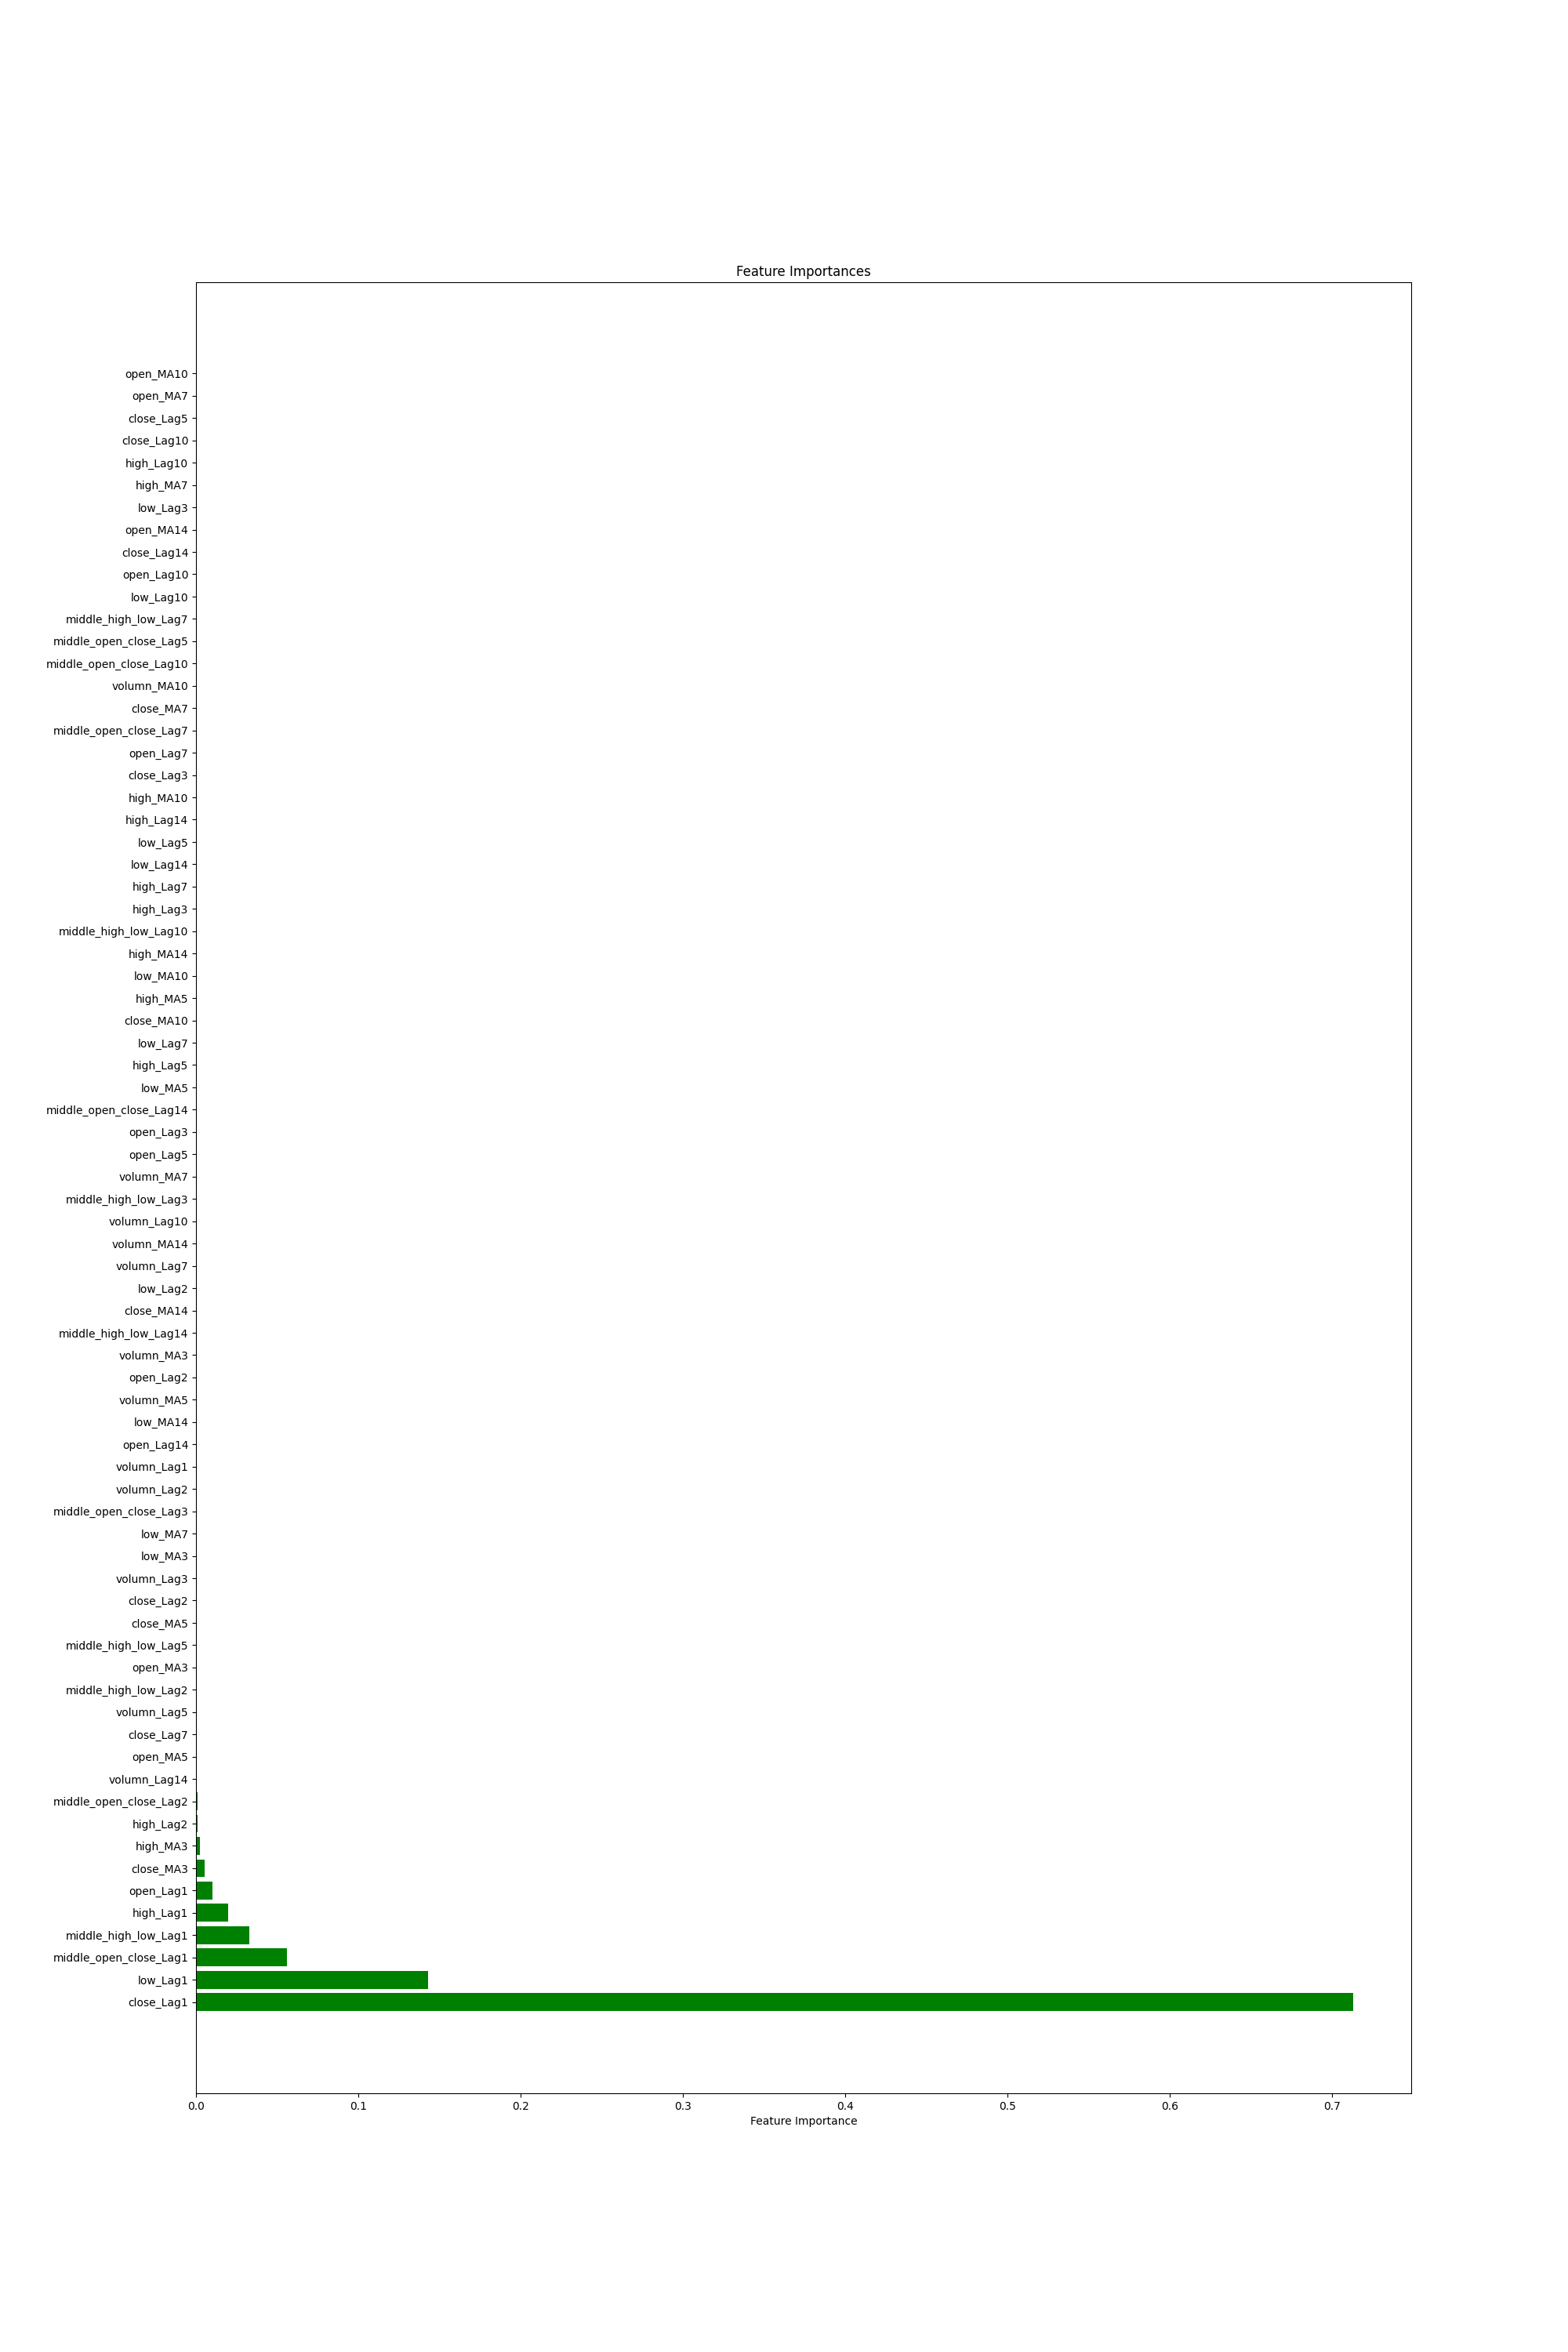 Feature Importances
open_MA10
open_MA7
close_Lag5
close_Lag10
high_Lag10
high_MA7
low_Lag3
open_MA14
close_Lag14
open_Lag10
low_Lag10
middle_high_low_Lag7
middle_open_close_Lag5
middle_open_close_Lag10
volumn_MA10
close_MA7
middle_open_close_Lag7
open_Lag7
close_Lag3
high_MA10
high_Lag14
low_Lag5
low_Lag14
high_Lag7
high_Lag3
middle_high_low_Lag10
high_MA14
low_MA10
high_MA5
close_MA10
low_Lag7
high_Lag5
low_MA5
middle_open_close_Lag14
open_Lag3
open_Lag5
volumn_MA7
middle_high_low_Lag3
volumn_Lag10
volumn_MA14
volumn_Lag7
low_Lag2
close_MA14
middle_high_low_Lag14
volumn_MA3
open_Lag2
volumn_MA5
low_MA14
open_Lag14
volumn_Lag1
volumn_Lag2
middle_open_close_Lag3
low_MA7
low_MA3
volumn_Lag3
close_Lag2
close_MA5
middle_high_low_Lag5
open_MA3
middle_high_low_Lag2
volumn_Lag5
close_Lag7
open_MA5
volumn_Lag14
middle_open_close_Lag2
high_Lag2
high_MA3
close_MA3
open_Lag1
high_Lag1
middle_high_low_Lag1
middle_open_close_Lag1
low_Lag1
close_Lag1
0.0 0.1 0.2 0.3 0.4 0.5 0.6 0.7
Feature Importance